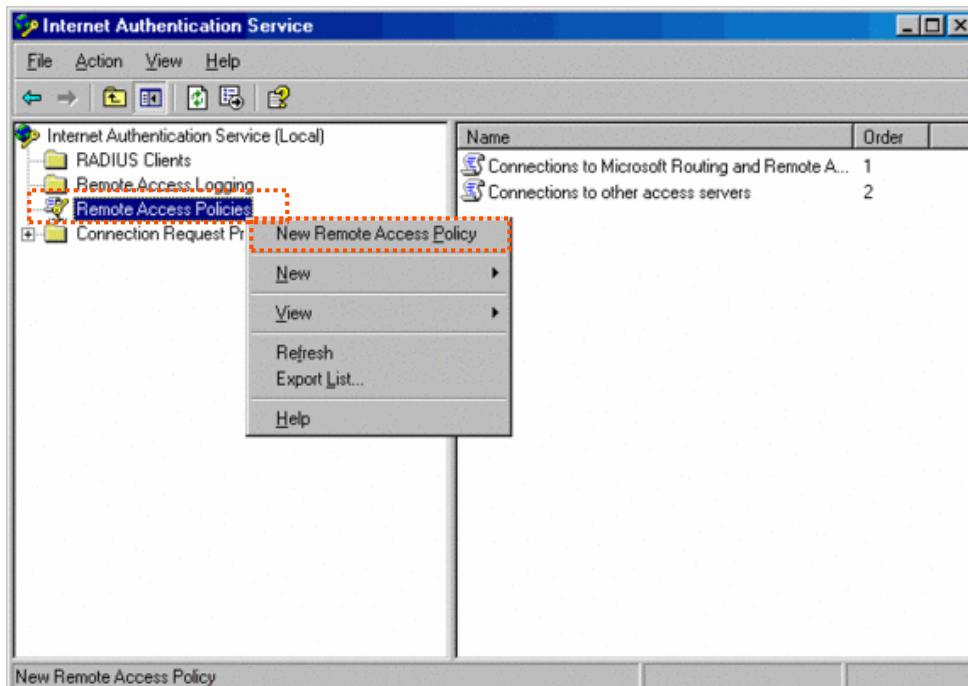 Internet Authentication Service
File Action View Help
Internet Authentication Service (Local)
RADIUS Clients
Remote Access Logging
Remote Access Policies
Connection Request Pr
Name Order
Connections to Microsoft Routing and Remote A... 1
Connections to other access servers 2
New Remote Access Policy
New
View
Refresh
Export List...
Help
New Remote Access Policy